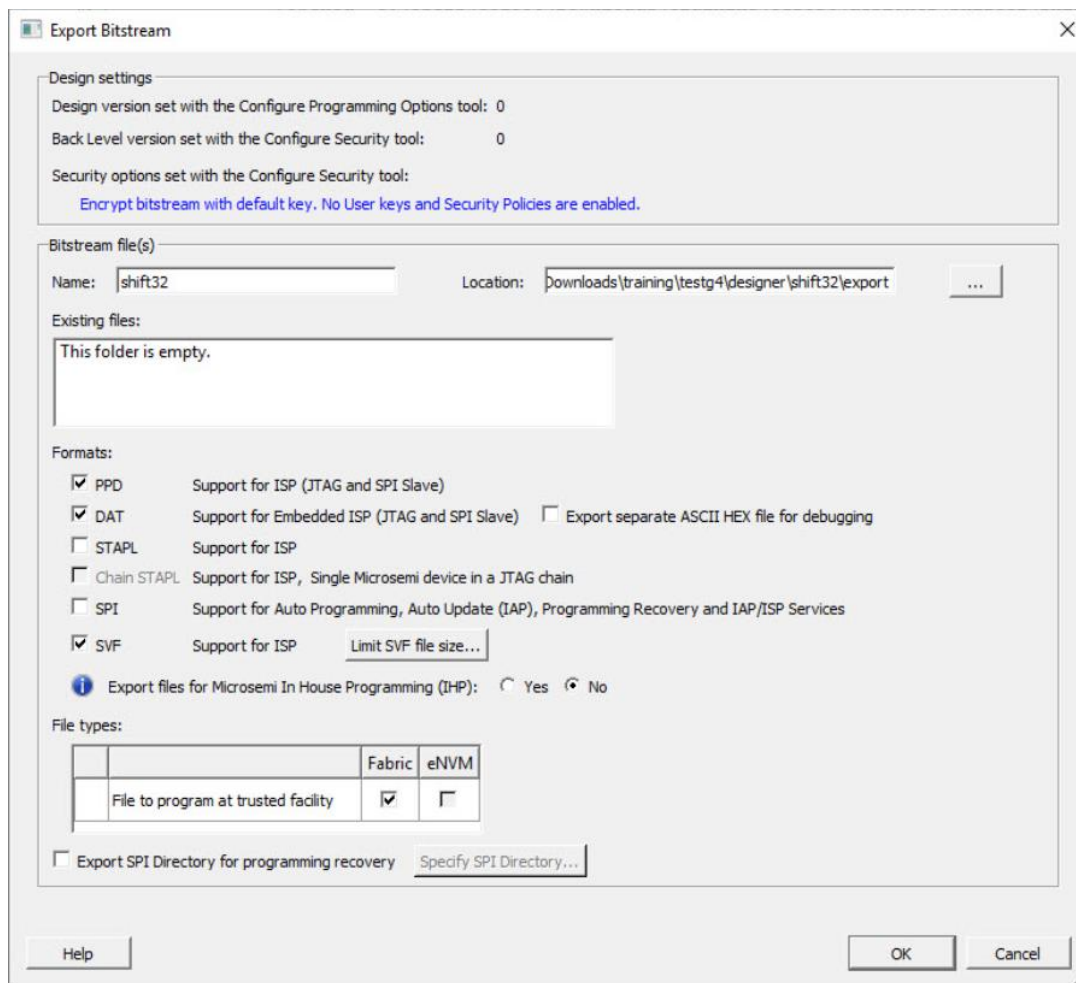 Export Bitstream
Design settings
Design version set with the Configure Programming Options tool: 0
Back Level version set with the Configure Security tool: 0
Security options set with the Configure Security tool:
Encrypt bitstream with default key. No User keys and Security Policies are enabled.
Bitstream file(s)
Name: shift32 Location: Downloads\training\testg4\designer\shift32\export ...
Existing files:
This folder is empty.
Formats:
PPD Support for ISP (JTAG and SPI Slave)
DAT Support for Embedded ISP (JTAG and SPI Slave) Export separate ASCII HEX file for debugging
STAPL Support for ISP
Chain STAPL Support for ISP, Single Microsemi device in a JTAG chain
SPI Support for Auto Programming, Auto Update (IAP), Programming Recovery and IAP/ISP Services
SVF Support for ISP Limit SVF file size...
Export files for Microsemi In House Programming (IHP): Yes No
File types:
Fabric eNVM
File to program at trusted facility
Export SPI Directory for programming recovery Specify SPI Directory...
Help OK Cancel